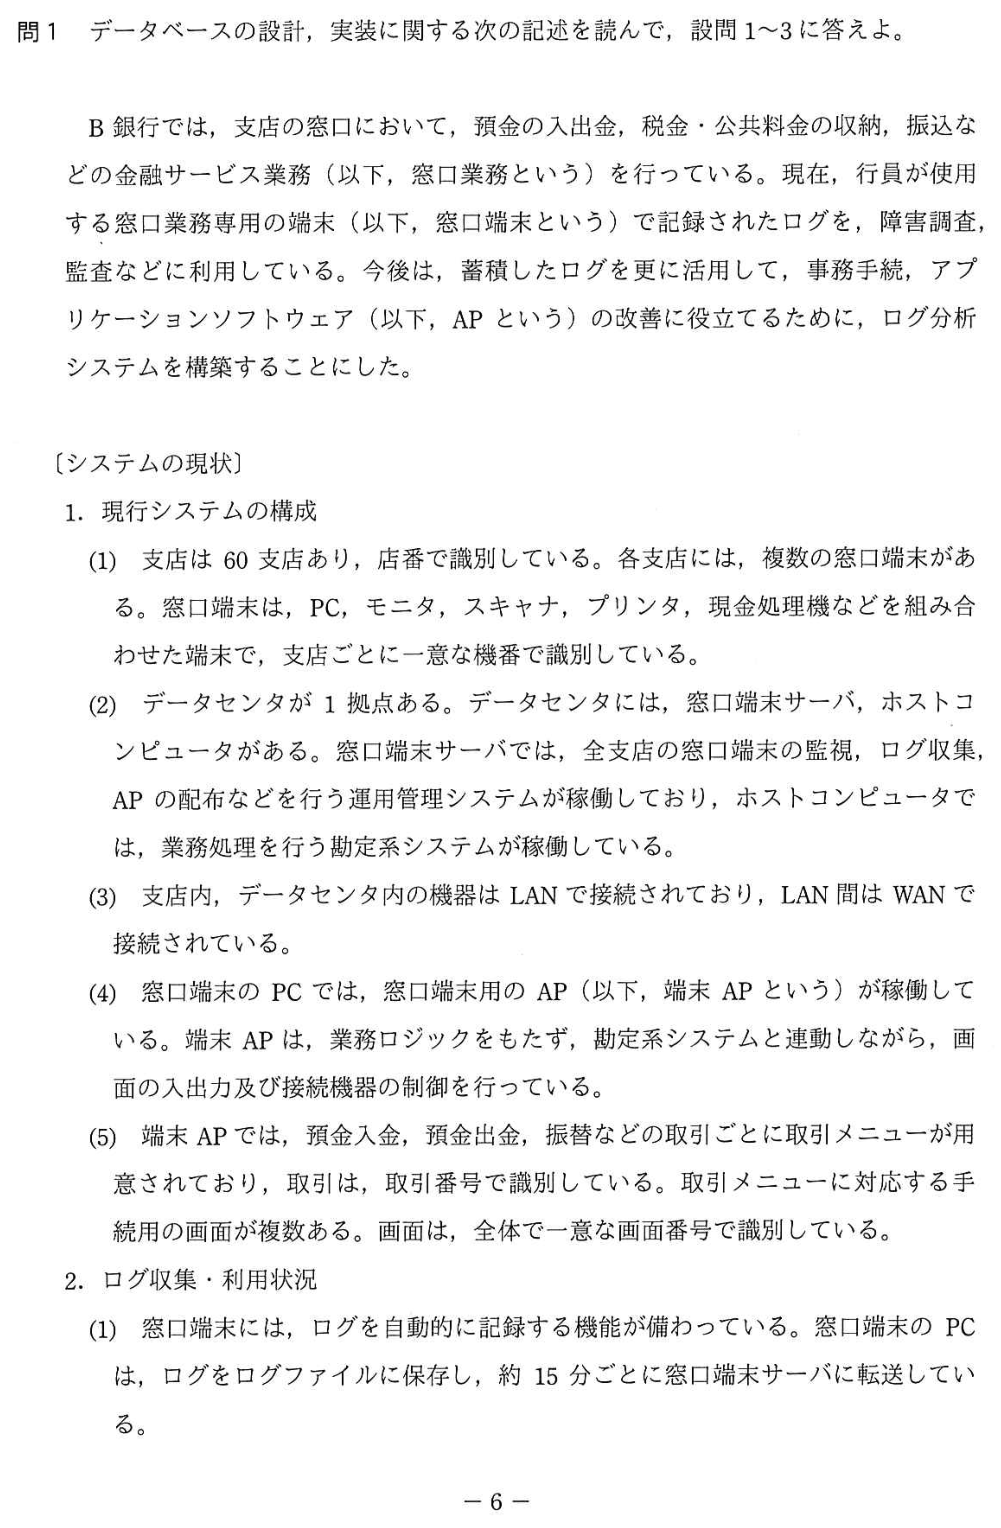 問1 データベースの設計，実装に関する次の記述を読んで，設問1～3に答えよ。
B 銀行では，支店の窓口において，預金の入出金，税金・公共料金の収納，振込な
どの金融サービス業務（以下，窓口業務という）を行っている。現在，行員が使用
する窓口業務専用の端末（以下，窓口端末という）で記録されたログを，障害調査，
監査などに利用している。今後は，蓄積したログを更に活用して，事務手続，アプ
リケーションソフトウェア（以下，AP という）の改善に役立てるために，ログ分析
システムを構築することにした。
〔システムの現状〕
1．現行システムの構成
(1) 支店は 60 支店あり，店番で識別している。各支店には，複数の窓口端末があ
る。窓口端末は，PC，モニタ，スキャナ，プリンタ，現金処理機などを組み合
わせた端末で，支店ごとに一意な機番で識別している。
(2) データセンタが 1 拠点ある。データセンタには，窓口端末サーバ，ホストコ
ンピュータがある。窓口端末サーバでは，全支店の窓口端末の監視，ログ収集，
AP の配布などを行う運用管理システムが稼働しており，ホストコンピュータで
は，業務処理を行う勘定系システムが稼働している。
(3) 支店内，データセンタ内の機器は LAN で接続されており，LAN 間は WAN で
接続されている。
(4) 窓口端末の PC では，窓口端末用の AP（以下，端末 AP という）が稼働して
いる。端末 AP は，業務ロジックをもたず，勘定系システムと連動しながら，画
面の入出力及び接続機器の制御を行っている。
(5) 端末 AP では，預金入金，預金出金，振替などの取引ごとに取引メニューが用
意されており，取引は，取引番号で識別している。取引メニューに対応する手
続用の画面が複数ある。画面は，全体で一意な画面番号で識別している。
2．ログ収集・利用状況
(1) 窓口端末には，ログを自動的に記録する機能が備わっている。窓口端末の PC
は，ログをログファイルに保存し，約 15 分ごとに窓口端末サーバに転送してい
る。
－ 6 －